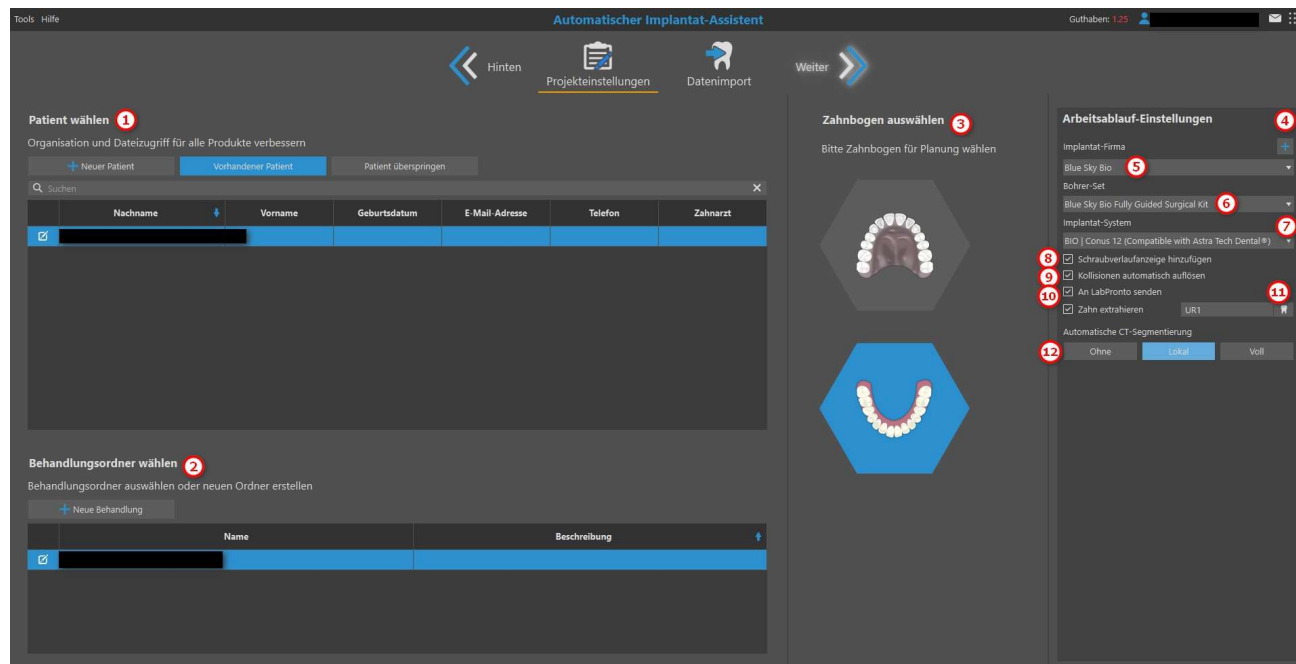 Tools Hilfe
Automatischer Implantat-Assistent
Guthaben: 1.25
Hinten
Projekteinstellungen
Datenimport
Weiter
Patient wählen 1
Organisation und Dateizugriff für alle Produkte verbessern
+ Neuer Patient
Vorhandener Patient
Patient überspringen
Suchen
Nachname Vorname Geburtsdatum E-Mail-Adresse Telefon Zahnarzt
Behandlungsordner wählen 2
Behandlungsordner auswählen oder neuen Ordner erstellen
+ Neue Behandlung
Name Beschreibung
Zahnbogen auswählen 3
Bitte Zahnbogen für Planung wählen
Arbeitsablauf-Einstellungen 4
Implantat-Firma
Blue Sky Bio 5
Bohrer-Set
Blue Sky Bio Fully Guided Surgical Kit 6
Implantat-System 7
BIO | Conus 12 (Compatible with Astra Tech Dental®)
8 Schraubverlaufanzeige hinzufügen
9 Kollisionen automatisch auflösen
10 An LabPronto senden 11
Zahn extrahieren UR1
Automatische CT-Segmentierung
12 Ohne Lokal Voll